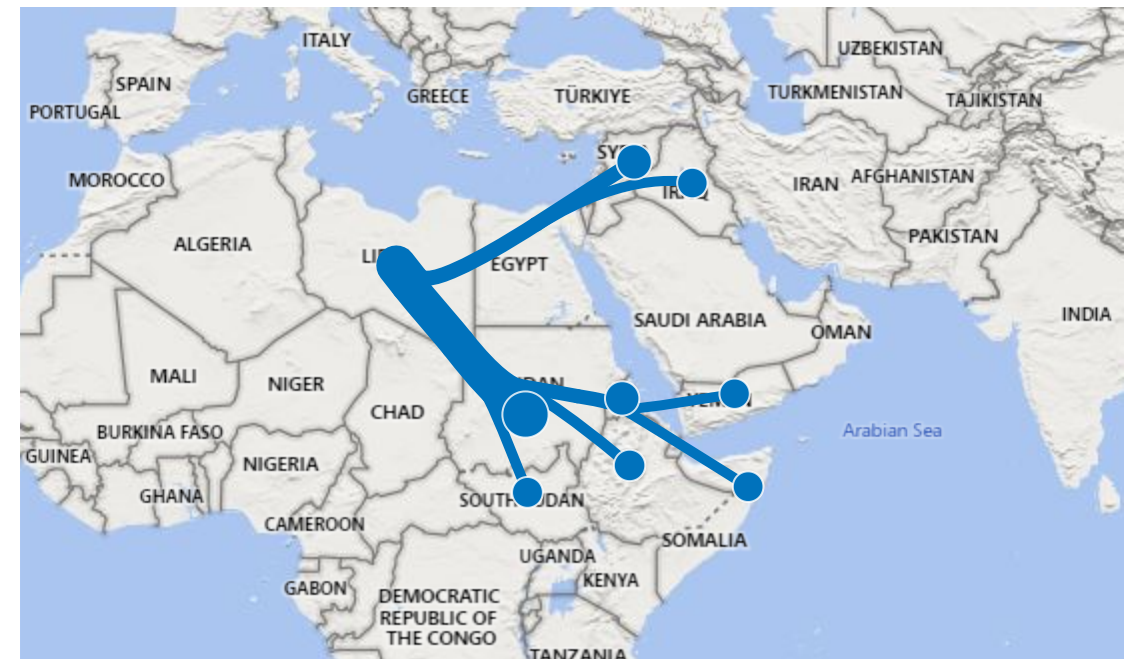 ITALY
UZBEKISTAN
SPAIN
GREECE
TÜRKIYE
TURKMENISTAN
TAJIKISTAN
PORTUGAL
MOROCCO
IRAN
AFGHANISTAN
ALGERIA
PAKISTAN
EGYPT
SAUDI ARABIA
INDIA
OMAN
MALI
NIGER
CHAD
BURKINA FASO
Arabian Sea
GUINEA
NIGERIA
GHANA
CAMEROON
SOMALIA
UGANDA
KENYA
GABON
DEMOCRATIC
REPUBLIC OF
THE CONGO
TANZANIA